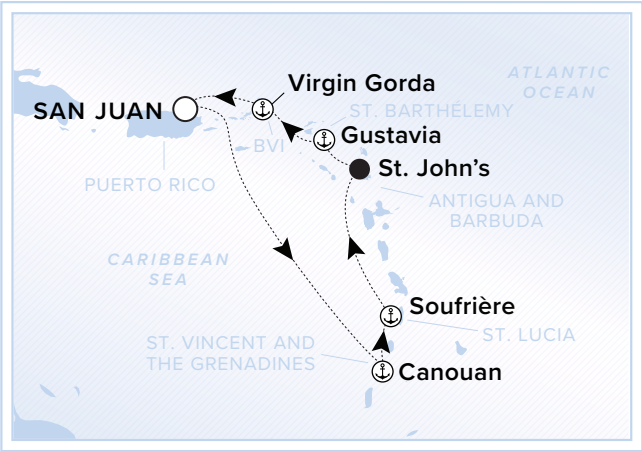 ATLANTIC
OCEAN
Virgin Gorda
SAN JUAN
ST. BARTHÉLEMY
Gustavia
BVI
St. John's
PUERTO RICO
ANTIGUA AND
BARBUDA
CARIBBEAN
SEA
Soufrière
ST. LUCIA
ST. VINCENT AND
THE GRENADINES
Canouan